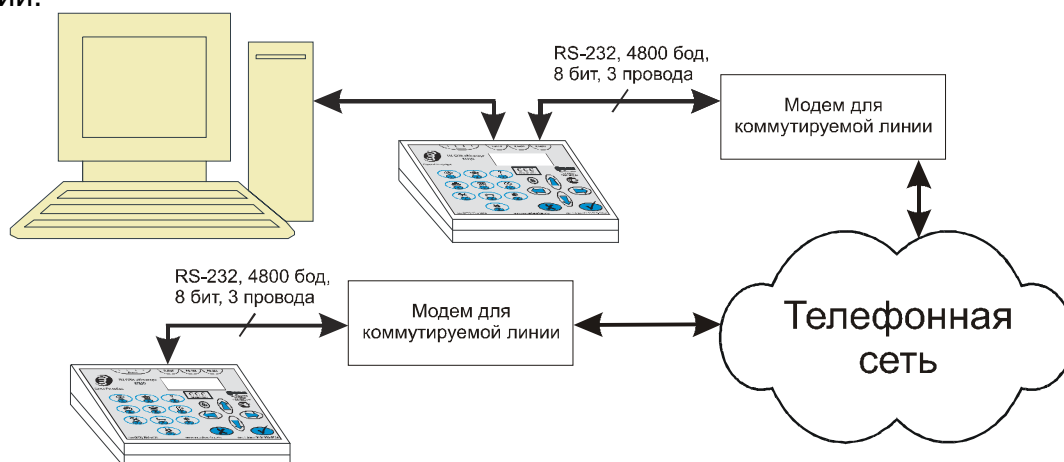 ии.
RS-232, 4800 бод,
8 бит, 3 провода
Модем для
коммутируемой линии
RS-232, 4800 бод,
8 бит, 3 провода
Модем для
коммутируемой линии
Телефонная
сеть